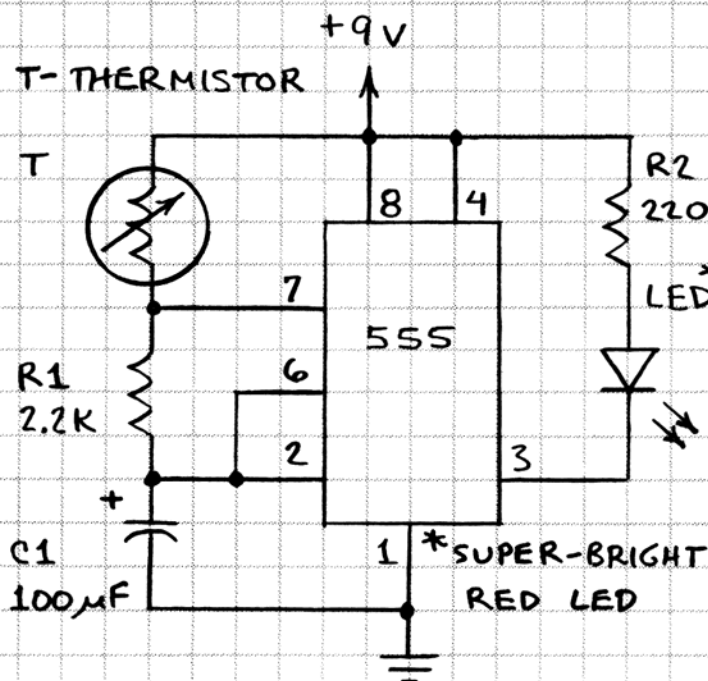 +9V
T- THERMISTOR
T
8
4
R2
220
7
LED*
555
R1
2.2K
6
2
3
+
1
*SUPER-BRIGHT
RED LED
C1
100µF